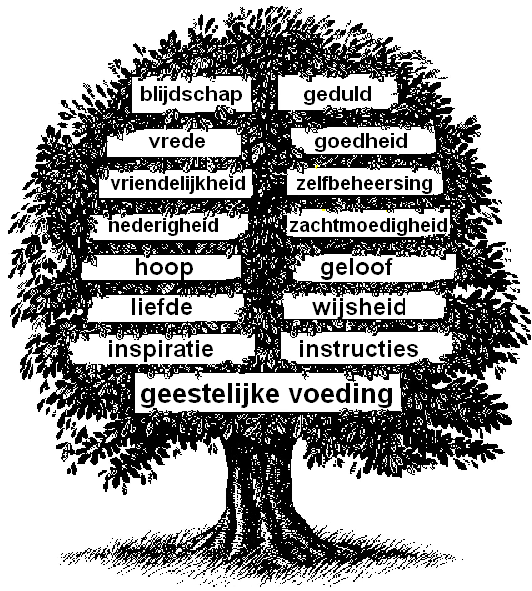 blijdschap geduld
vrede goedheid
vriendelijkheid zelfbeheersing
nederigheid zachtmoedigheid
hoop geloof
liefde wijsheid
inspiratie instructies
geestelijke voeding